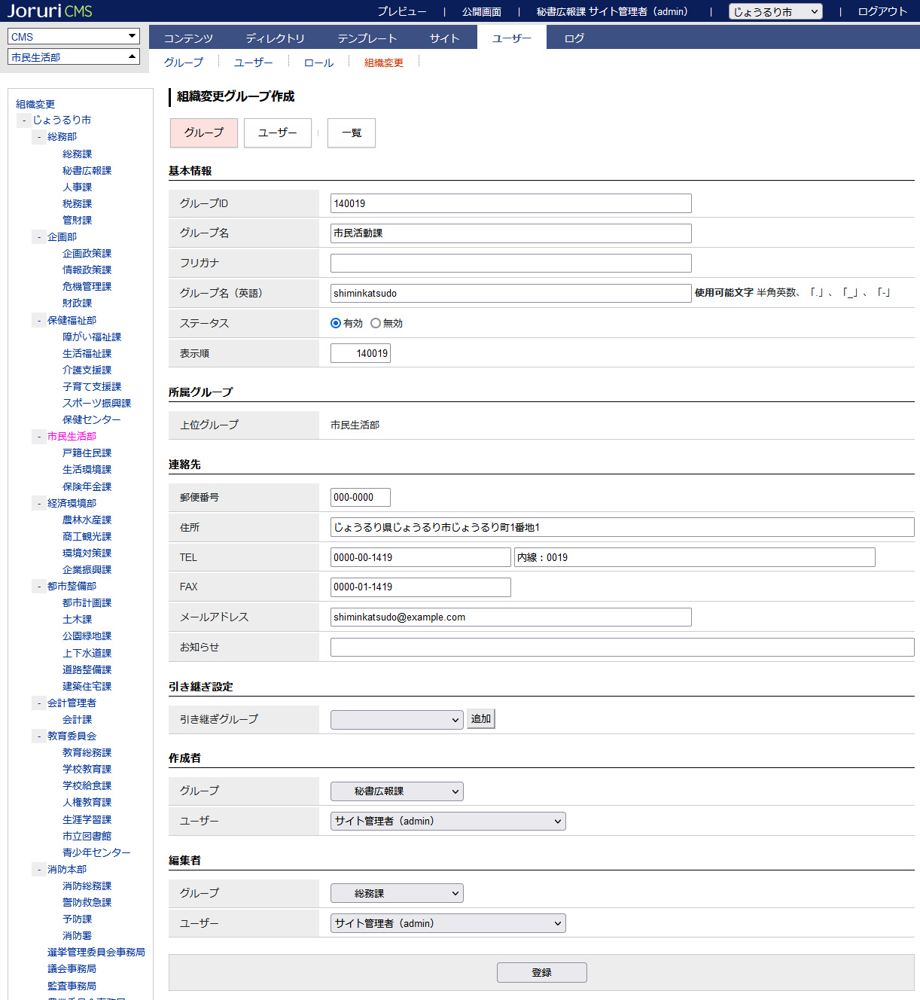 Joruri CMS
プレビュー | 公開画面 | 秘書広報課 サイト管理者（admin） | じょうるり市 | ログアウト
CMS
市民生活部
コンテンツ ディレクトリ テンプレート サイト ユーザー ログ
グループ ユーザー ロール 組織変更
組織変更
- じょうるり市
- 総務部
総務課
秘書広報課
人事課
税務課
管財課
- 企画部
企画政策課
情報政策課
危機管理課
財政課
- 保健福祉部
障がい福祉課
生活福祉課
介護支援課
子育て支援課
スポーツ振興課
保健センター
- 市民生活部
戸籍住民課
生活環境課
保険年金課
- 経済環境部
農林水産課
商工観光課
環境対策課
企業振興課
- 都市整備部
都市計画課
土木課
公園緑地課
上下水道課
道路整備課
建築住宅課
- 会計管理者
会計課
- 教育委員会
教育総務課
学校教育課
学校給食課
人権教育課
生涯学習課
市立図書館
青少年センター
- 消防本部
消防総務課
警防救急課
予防課
消防署
選挙管理委員会事務局
議会事務局
監査事務局
組織変更グループ作成
グループ ユーザー 一覧
基本情報
グループID 140019
グループ名 市民活動課
フリガナ
グループ名（英語） shiminkatsudo 使用可能文字 半角英数、「.」、「_」、「-」
ステータス 有効 無効
表示順 140019
所属グループ
上位グループ 市民生活部
連絡先
郵便番号 000-0000
住所 じょうるり県じょうるり市じょうるり町1番地1
TEL 0000-00-1419 内線：0019
FAX 0000-01-1419
メールアドレス shiminkatsudo@example.com
お知らせ
引き継ぎ設定
引き継ぎグループ 追加
作成者
グループ 秘書広報課
ユーザー サイト管理者（admin）
編集者
グループ 総務課
ユーザー サイト管理者（admin）
登録